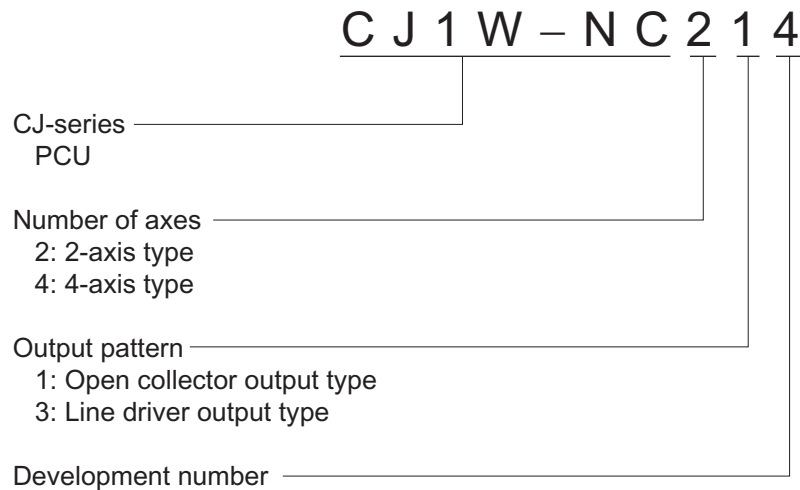 CJ1W–NC214
CJ-series
PCU
Number of axes
2: 2-axis type
4: 4-axis type
Output pattern
1: Open collector output type
3: Line driver output type
Development number